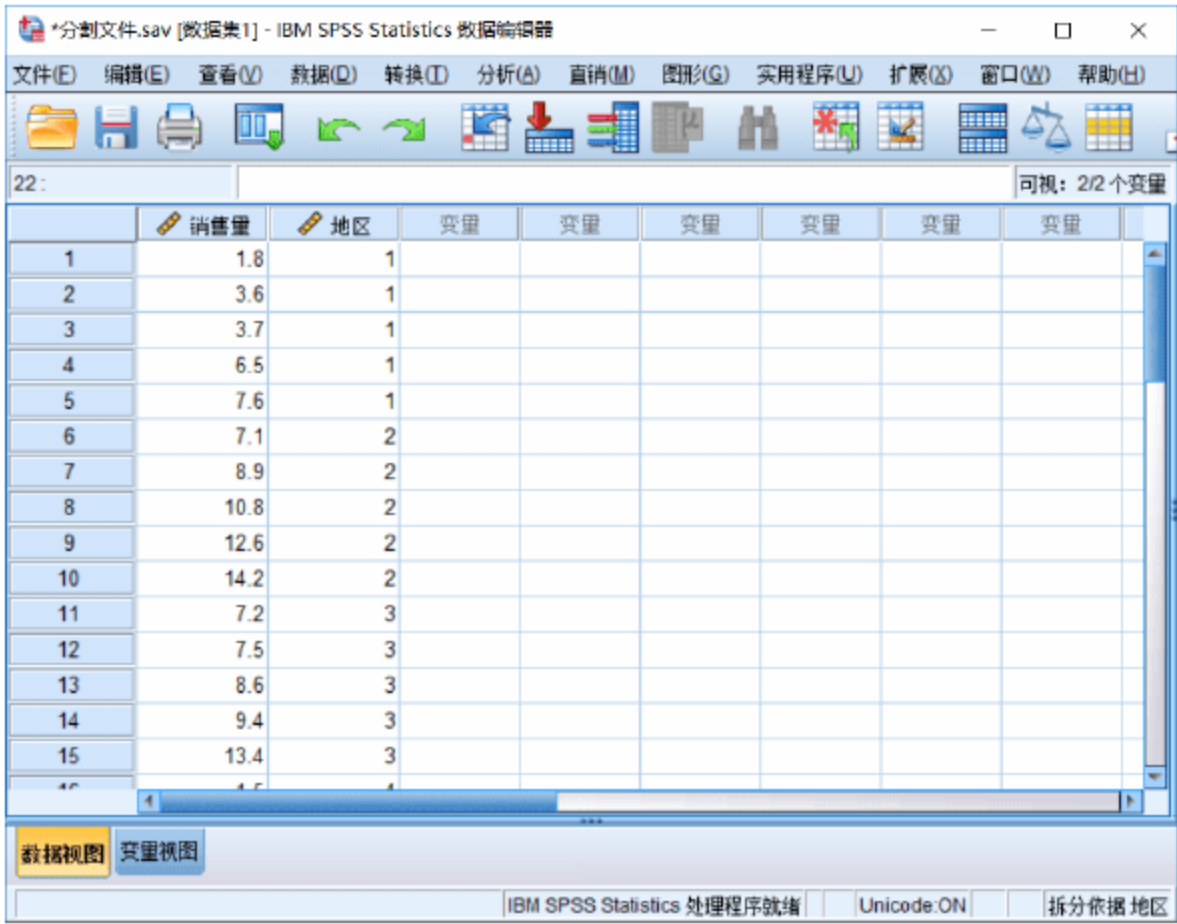 *分割文件.sav [数据集1] - IBM SPSS Statistics 数据编辑器
文件(F) 编辑(E) 查看(V) 数据(D) 转换(T) 分析(A) 直销(M) 图形(G) 实用程序(U) 扩展(X) 窗口(W) 帮助(H)
22 : 可视: 2/2 个变量
销售量 地区 变量 变量 变量 变量 变量 变量
1 1.8 1
2 3.6 1
3 3.7 1
4 6.5 1
5 7.6 1
6 7.1 2
7 8.9 2
8 10.8 2
9 12.6 2
10 14.2 2
11 7.2 3
12 7.5 3
13 8.6 3
14 9.4 3
15 13.4 3
数据视图 变量视图
IBM SPSS Statistics 处理程序就绪 Unicode:ON 拆分依据 地区